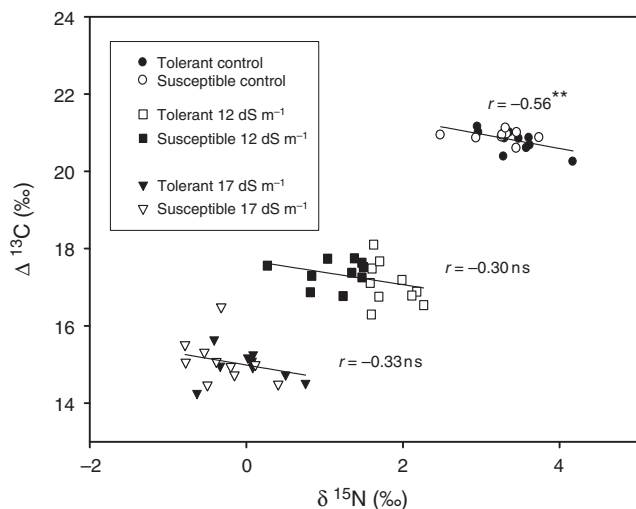 24
22
20
18
16
14
Δ ¹³C (‰)
Tolerant control
Susceptible control
Tolerant 12 dS m⁻¹
Susceptible 12 dS m⁻¹
Tolerant 17 dS m⁻¹
Susceptible 17 dS m⁻¹
r = –0.56**
r = –0.30 ns
r = –0.33 ns
–2 0 2 4
δ ¹⁵N (‰)